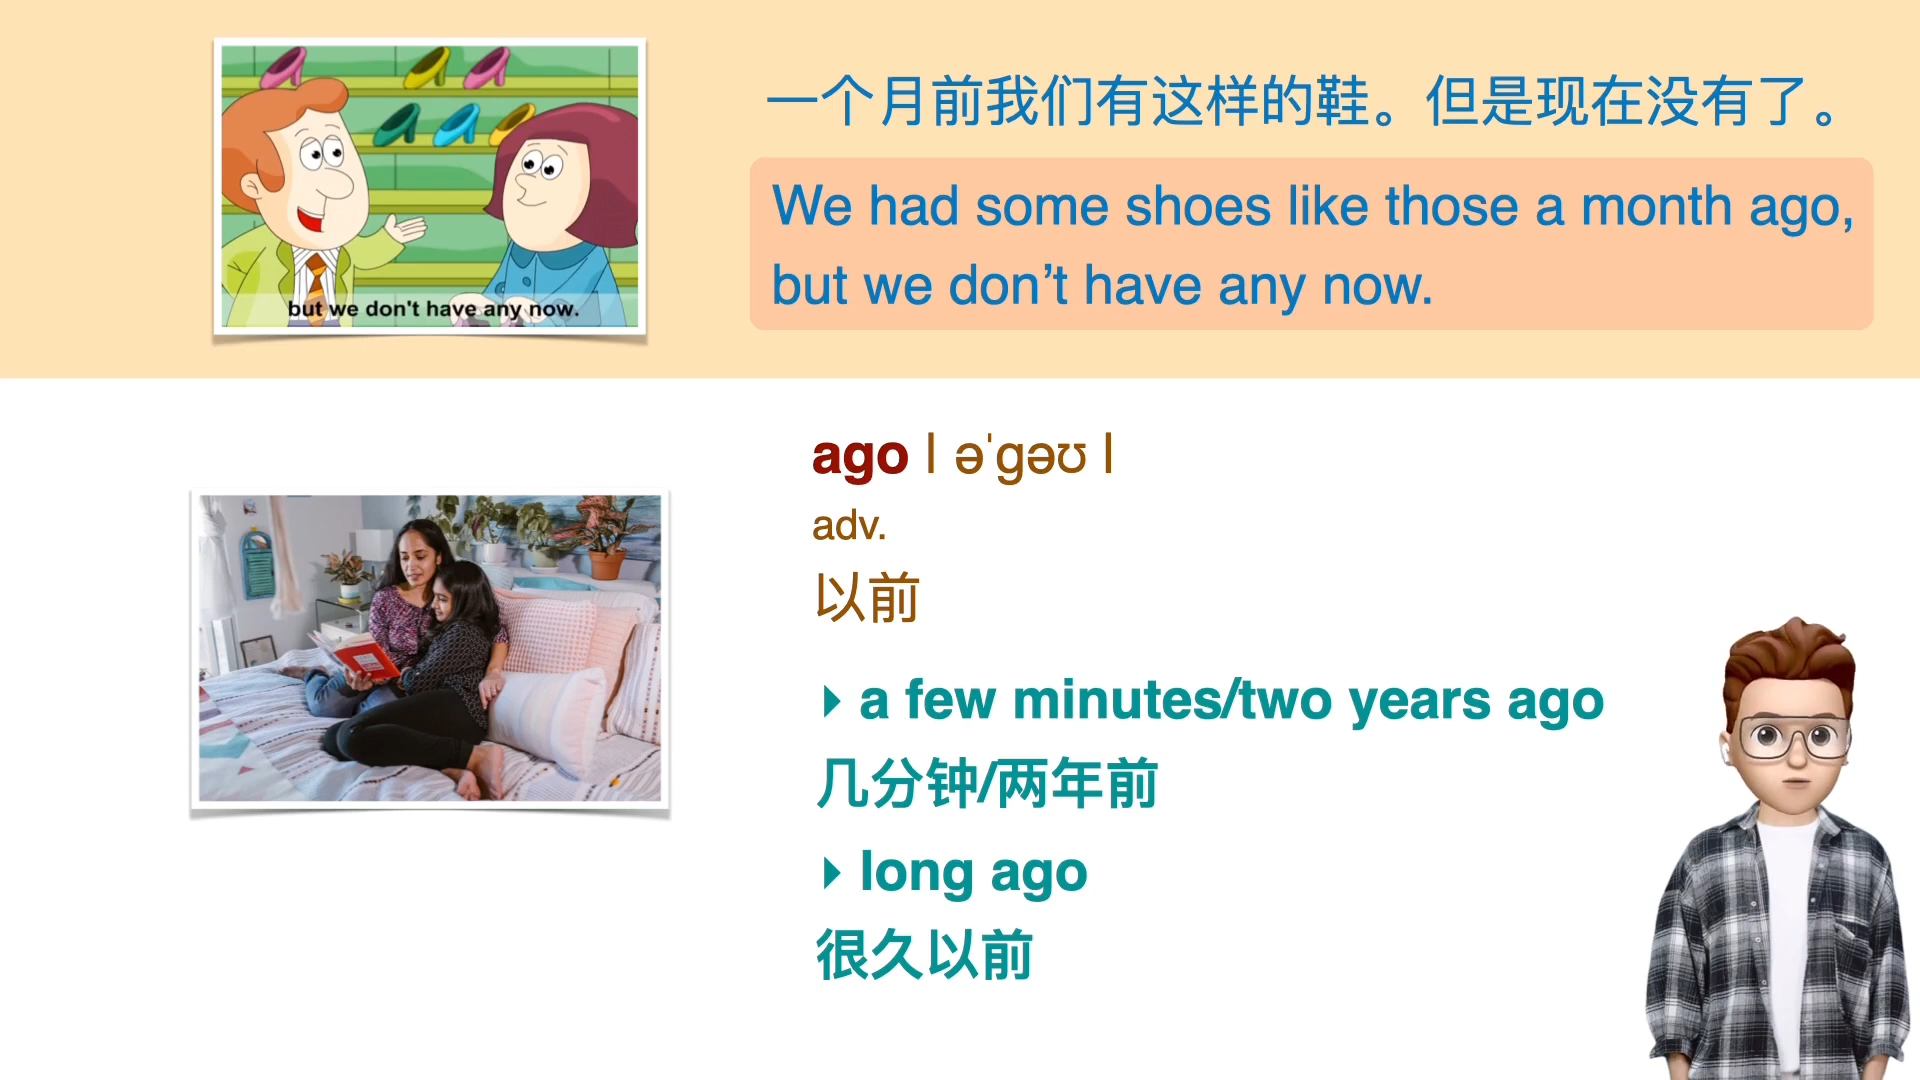 一个月前我们有这样的鞋。但是现在没有了。
We had some shoes like those a month ago,
but we don’t have any now.
but we don't have any now.
ago | əˈɡəʊ |
adv.
以前
▸ a few minutes/two years ago
几分钟/两年前
▸ long ago
很久以前